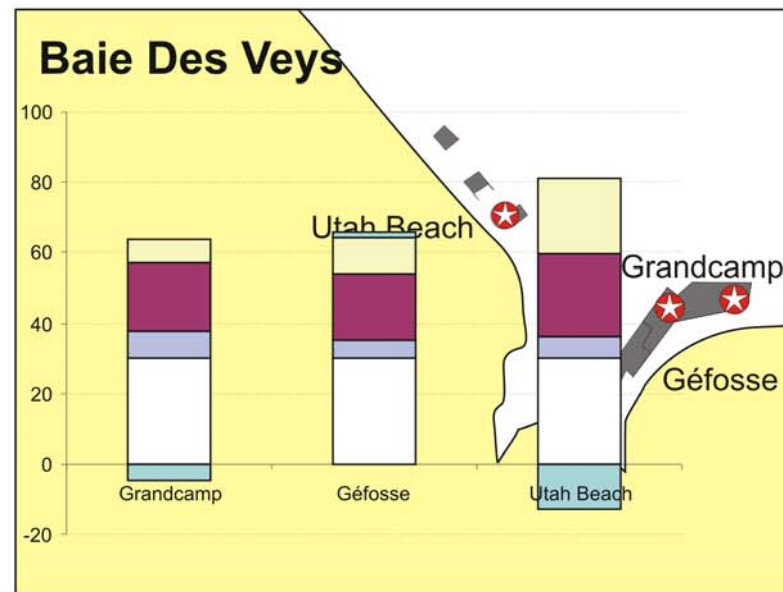 Baie Des Veys
100
80
60
40
20
0
-20
Utah Beach
Grandcamp
Géfosse
Grandcamp
Géfosse
Utah Beach